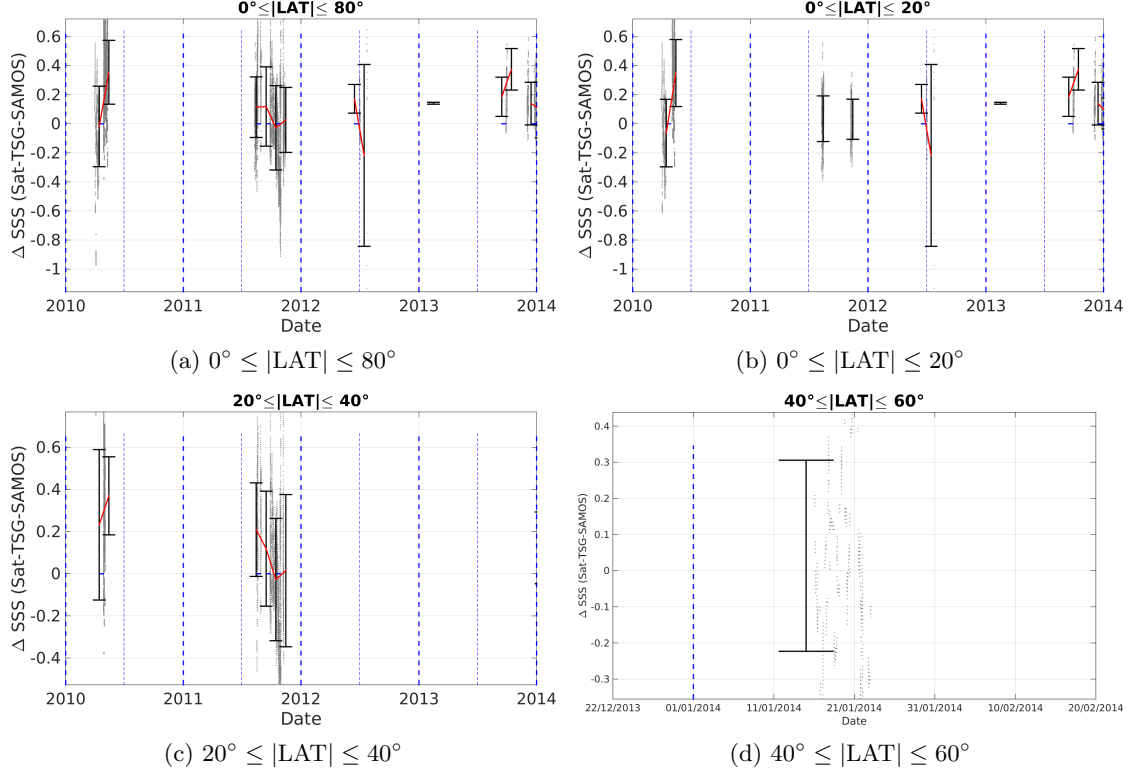 0°≤|LAT|≤ 80°
0.6
0.4
0.2
0
-0.2
-0.4
-0.6
-0.8
-1
Δ SSS (Sat-TSG-SAMOS)
2010 2011 2012 2013 2014
Date
(a) 0° ≤ |LAT| ≤ 80°
0°≤|LAT|≤ 20°
0.6
0.4
0.2
0
-0.2
-0.4
-0.6
-0.8
-1
Δ SSS (Sat-TSG-SAMOS)
2010 2011 2012 2013 2014
Date
(b) 0° ≤ |LAT| ≤ 20°
20°≤|LAT|≤ 40°
0.6
0.4
0.2
0
-0.2
-0.4
Δ SSS (Sat-TSG-SAMOS)
2010 2011 2012 2013 2014
Date
(c) 20° ≤ |LAT| ≤ 40°
40°≤|LAT|≤ 60°
0.4
0.3
0.2
0.1
0
-0.1
-0.2
-0.3
Δ SSS (Sat-TSG-SAMOS)
22/12/2013 01/01/2014 11/01/2014 21/01/2014 31/01/2014 10/02/2014 20/02/2014
Date
(d) 40° ≤ |LAT| ≤ 60°